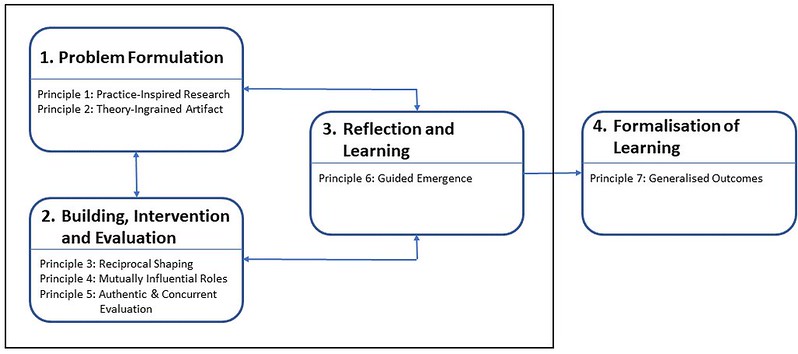 1. Problem Formulation
Principle 1: Practice-Inspired Research
Principle 2: Theory-Ingrained Artifact
2. Building, Intervention
and Evaluation
Principle 3: Reciprocal Shaping
Principle 4: Mutually Influential Roles
Principle 5: Authentic & Concurrent
Evaluation
3. Reflection and
Learning
Principle 6: Guided Emergence
4. Formalisation of
Learning
Principle 7: Generalised Outcomes